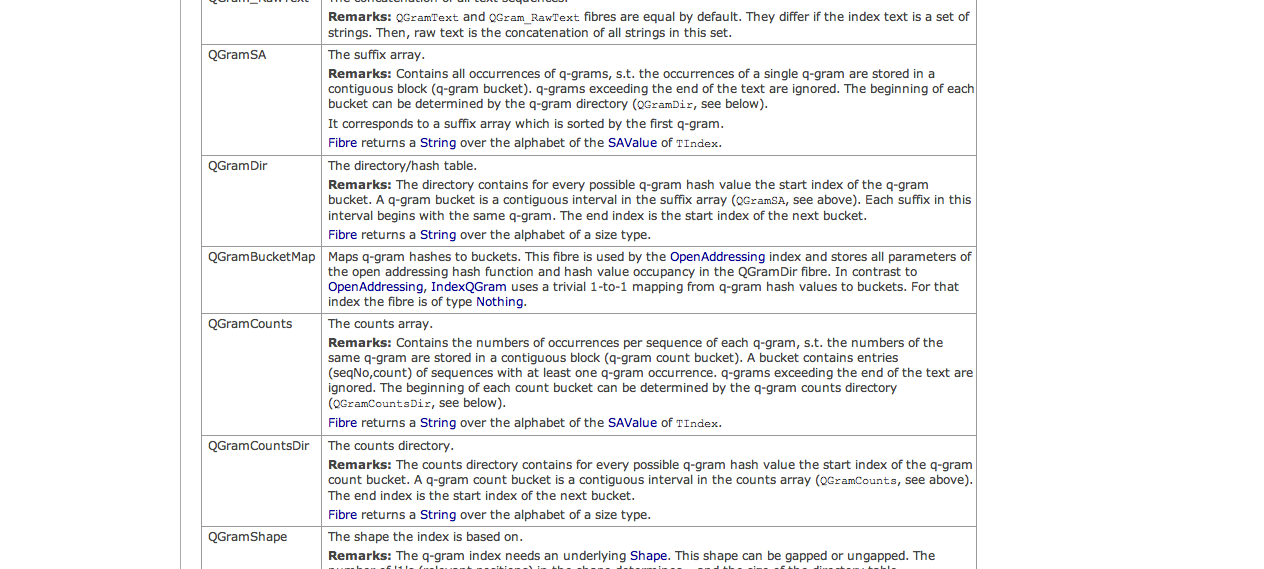 QGram_RawText The concatenation of all text sequences.
Remarks: QGramText and QGram_RawText fibres are equal by default. They differ if the index text is a set of
strings. Then, raw text is the concatenation of all strings in this set.
QGramSA The suffix array.
Remarks: Contains all occurrences of q-grams, s.t. the occurrences of a single q-gram are stored in a
contiguous block (q-gram bucket). q-grams exceeding the end of the text are ignored. The beginning of each
bucket can be determined by the q-gram directory (QGramDir, see below).
It corresponds to a suffix array which is sorted by the first q-gram.
Fibre returns a String over the alphabet of the SAValue of TIndex.
QGramDir The directory/hash table.
Remarks: The directory contains for every possible q-gram hash value the start index of the q-gram
bucket. A q-gram bucket is a contiguous interval in the suffix array (QGramSA, see above). Each suffix in this
interval begins with the same q-gram. The end index is the start index of the next bucket.
Fibre returns a String over the alphabet of a size type.
QGramBucketMap Maps q-gram hashes to buckets. This fibre is used by the OpenAddressing index and stores all parameters of
the open addressing hash function and hash value occupancy in the QGramDir fibre. In contrast to
OpenAddressing, IndexQGram uses a trivial 1-to-1 mapping from q-gram hash values to buckets. For that
index the fibre is of type Nothing.
QGramCounts The counts array.
Remarks: Contains the numbers of occurrences per sequence of each q-gram, s.t. the numbers of the
same q-gram are stored in a contiguous block (q-gram count bucket). A bucket contains entries
(seqNo,count) of sequences with at least one q-gram occurrence. q-grams exceeding the end of the text are
ignored. The beginning of each count bucket can be determined by the q-gram counts directory
(QGramCountsDir, see below).
Fibre returns a String over the alphabet of the SAValue of TIndex.
QGramCountsDir The counts directory.
Remarks: The counts directory contains for every possible q-gram hash value the start index of the q-gram
count bucket. A q-gram count bucket is a contiguous interval in the counts array (QGramCounts, see above).
The end index is the start index of the next bucket.
Fibre returns a String over the alphabet of a size type.
QGramShape The shape the index is based on.
Remarks: The q-gram index needs an underlying Shape. This shape can be gapped or ungapped. The
number of '1's (relevant positions) in the shape determines and the size of the directory table.